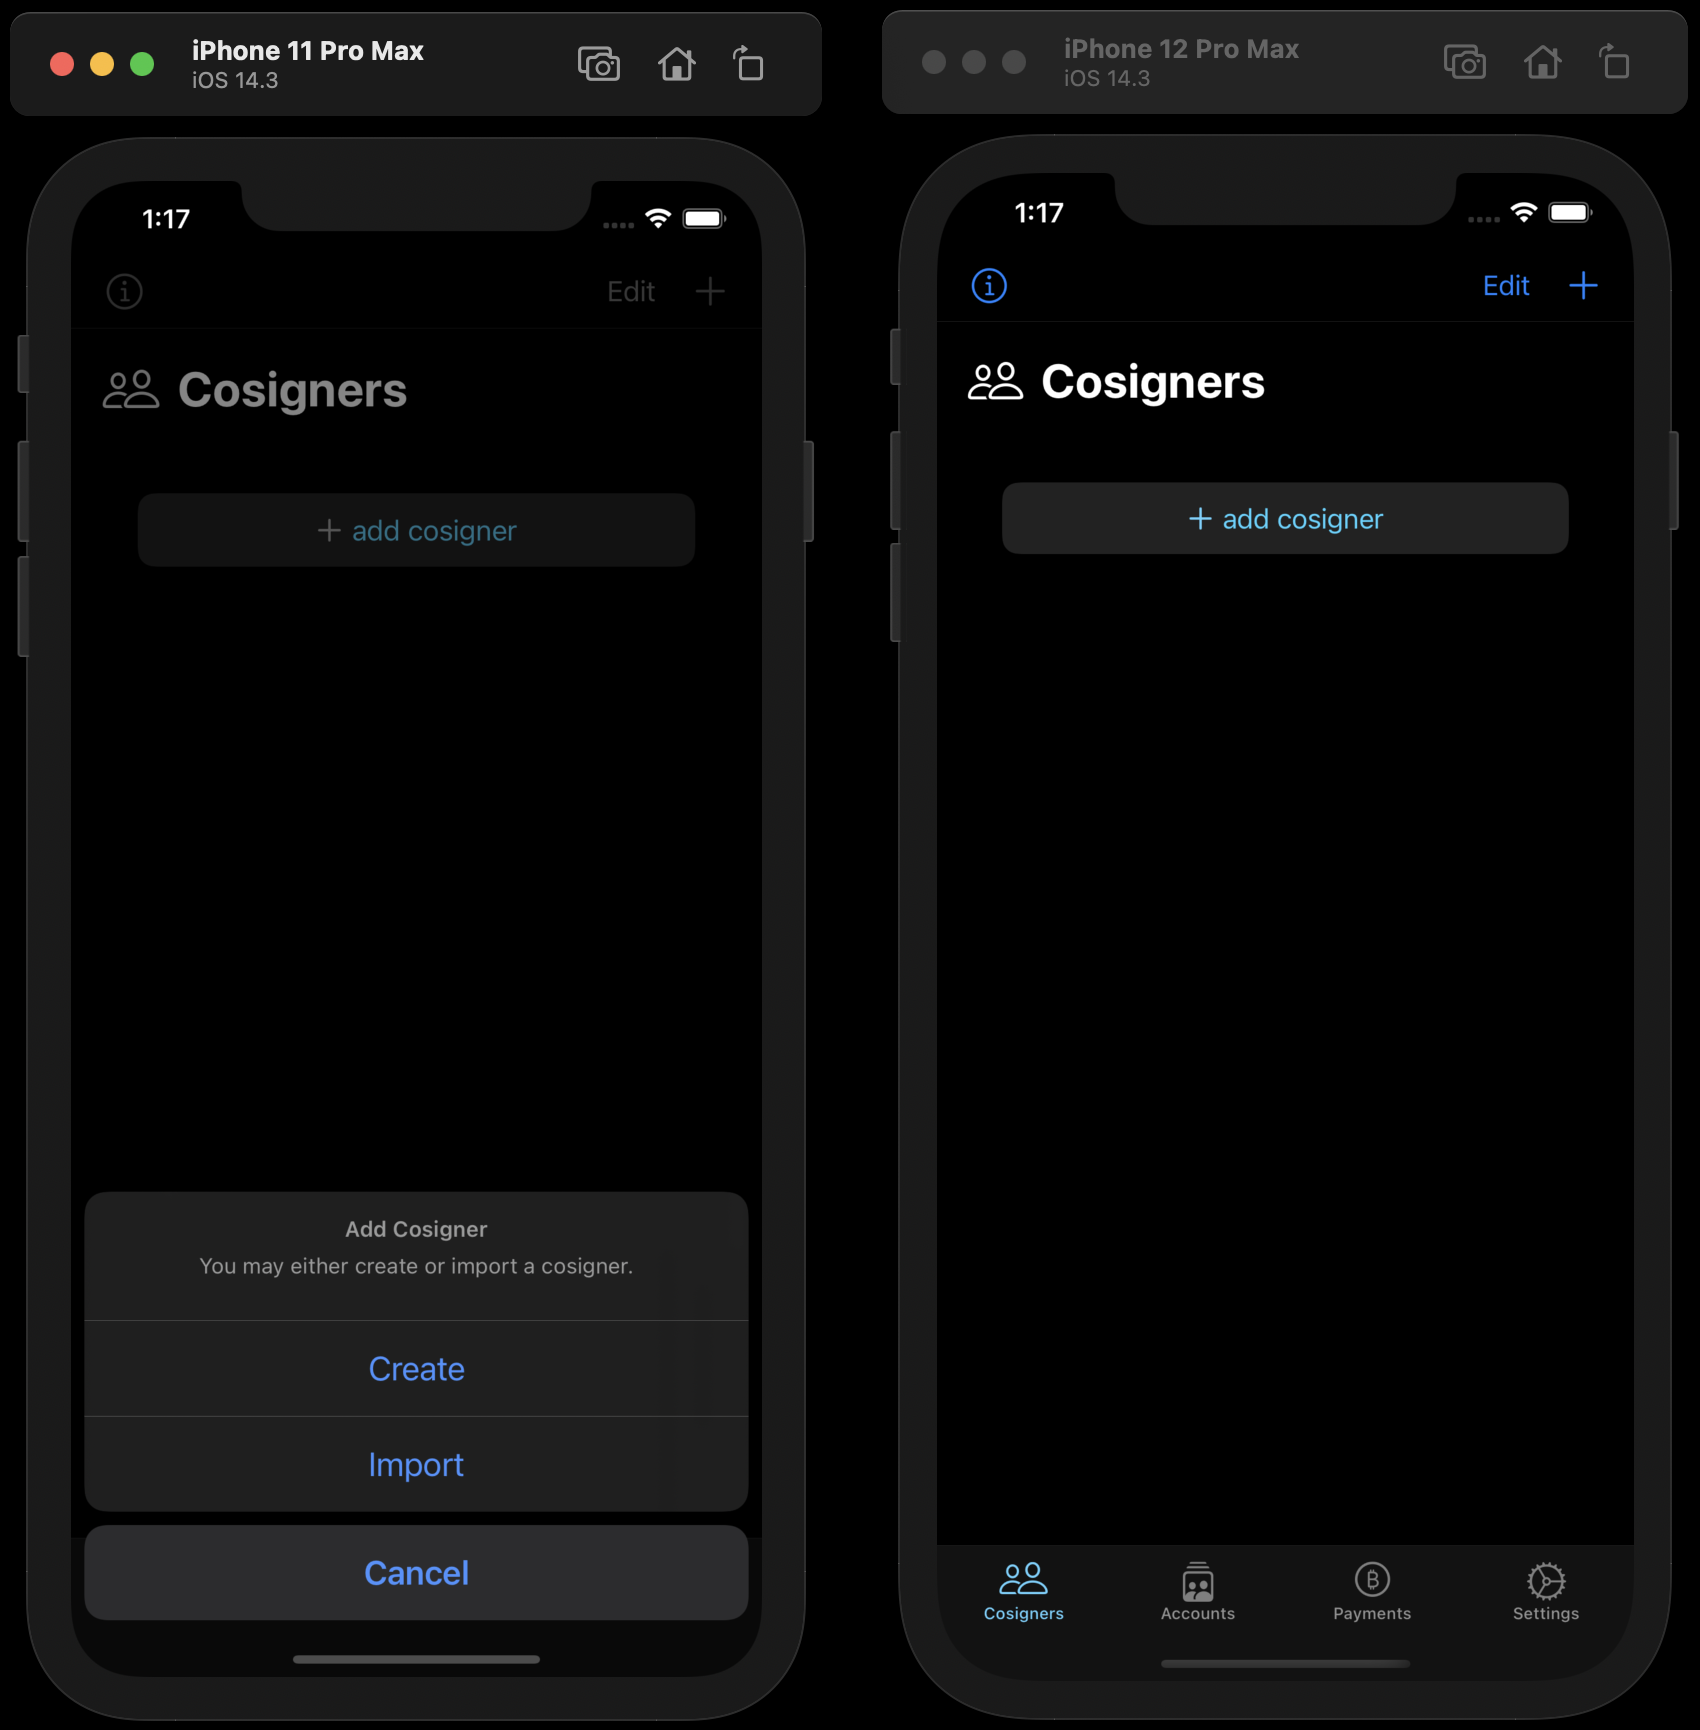 iPhone 11 Pro Max
iOS 14.3
1:17
Edit
Cosigners
add cosigner
Add Cosigner
You may either create or import a cosigner.
Create
Import
Cancel
iPhone 12 Pro Max
iOS 14.3
1:17
Edit
Cosigners
add cosigner
Cosigners
Accounts
Payments
Settings